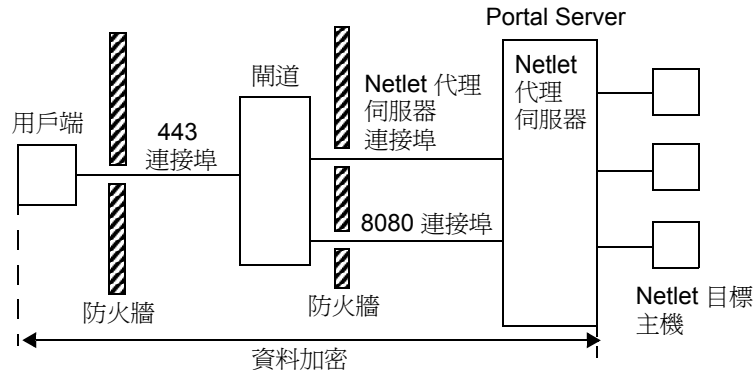 Portal Server
用戶端
443
連接埠
閘道
Netlet 代理
伺服器
連接埠
8080 連接埠
Netlet
代理
伺服器
防火牆
防火牆
Netlet 目標
主機
資料加密